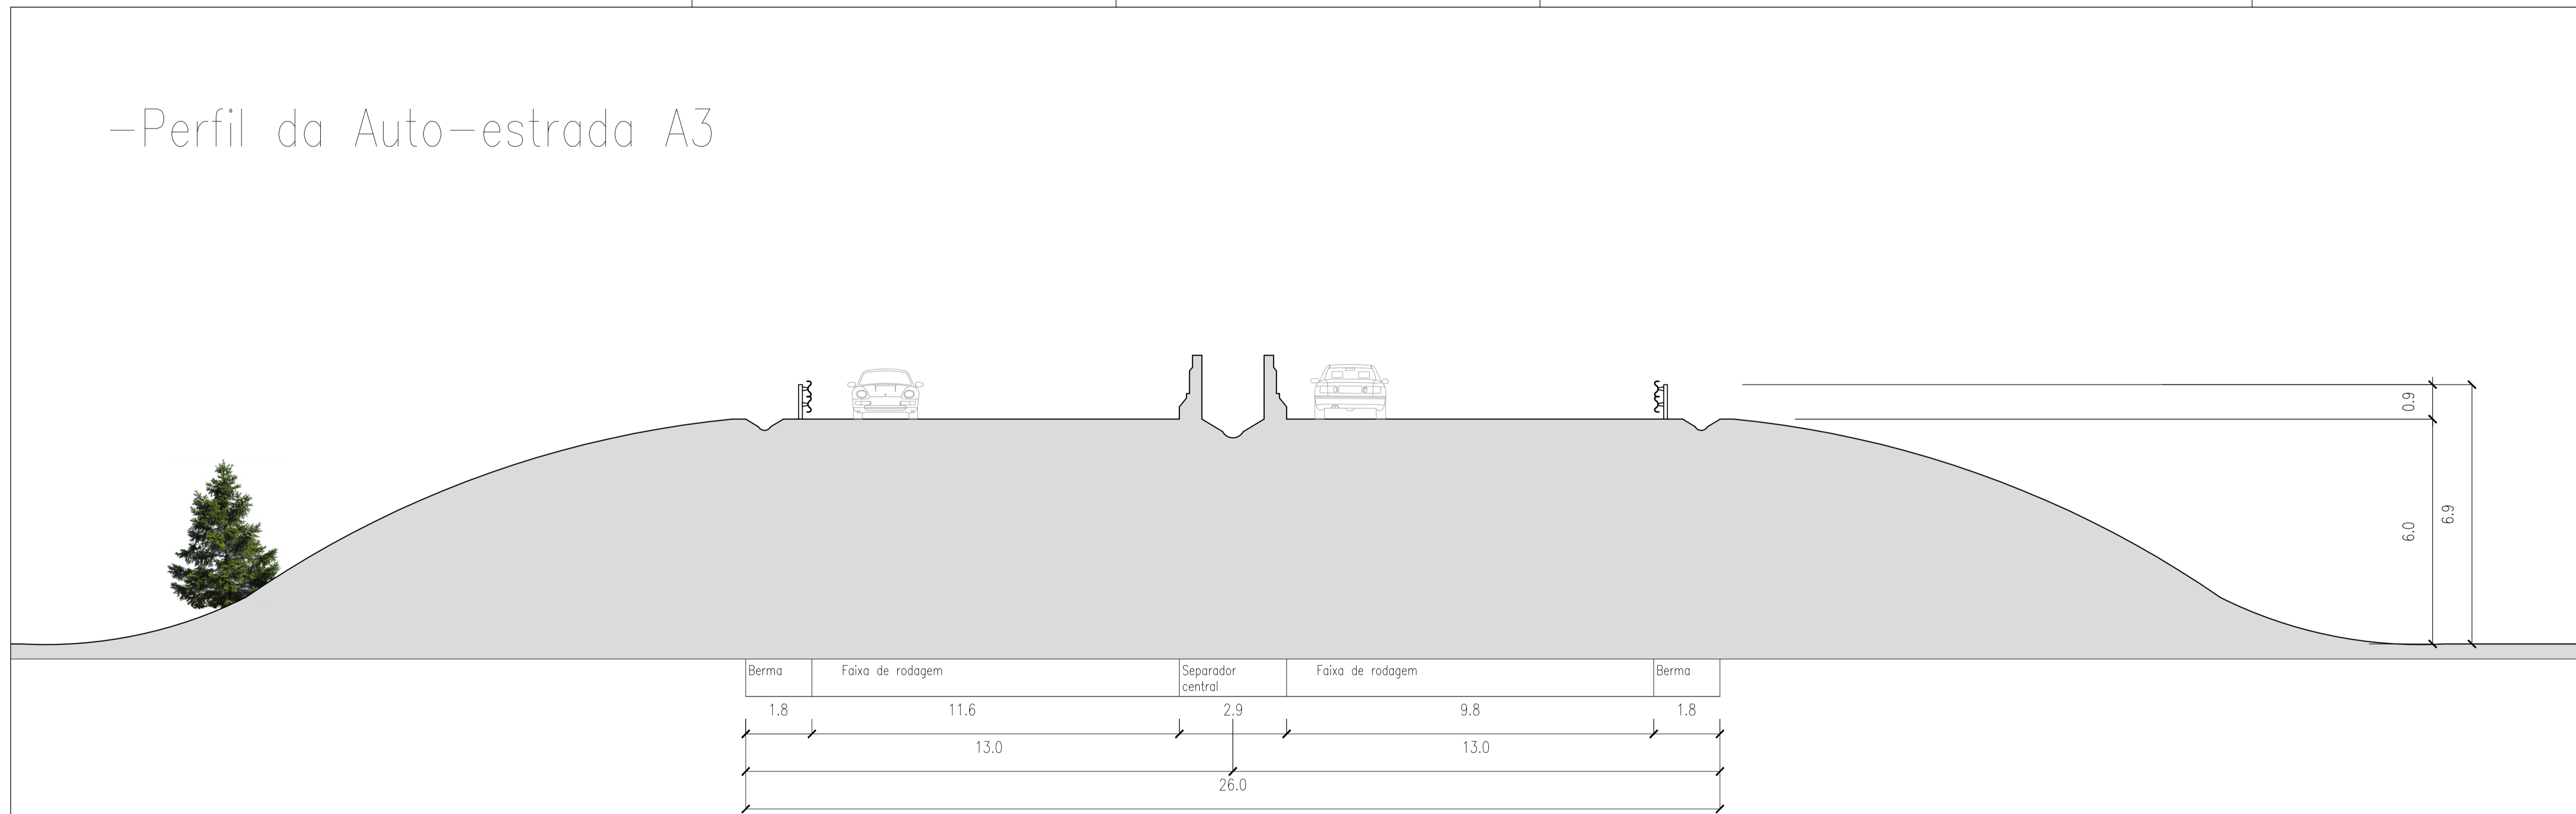 -Perfil da Auto-estrada A3
0.9
6.0
6.9
Berma
Faixa de rodagem
Separador
central
Faixa de rodagem
Berma
1.8
11.6
2.9
9.8
1.8
13.0
13.0
26.0